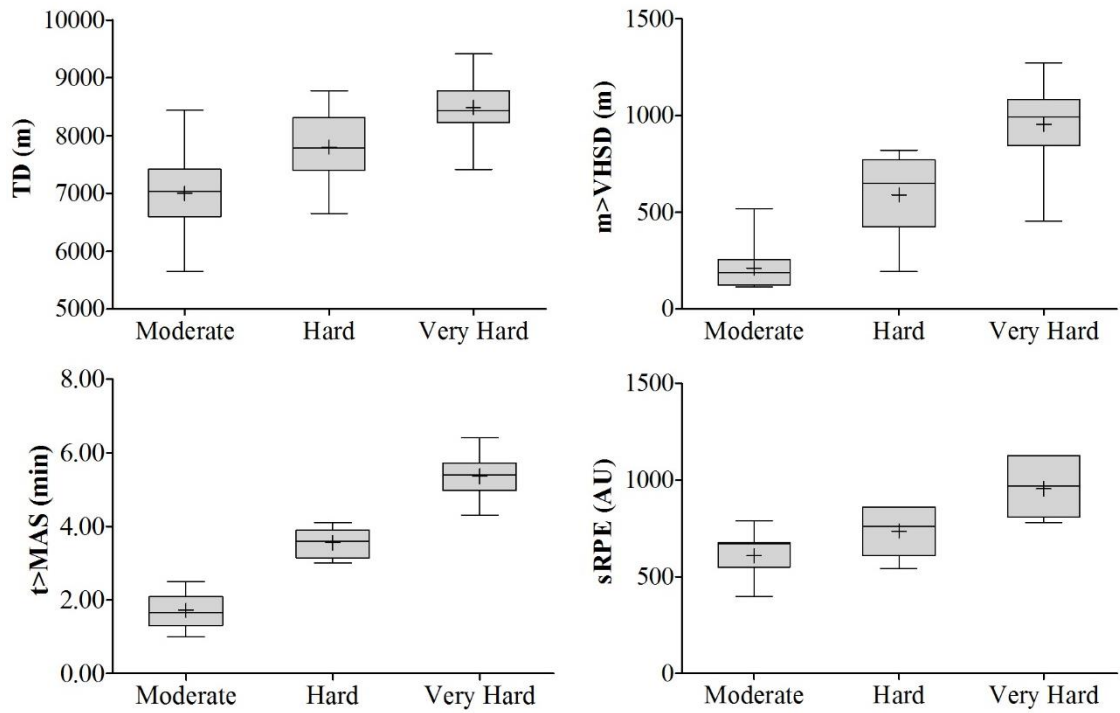 TD (m)
10000
9000
8000
7000
6000
5000
Moderate Hard Very Hard
m>VHSD (m)
1500
1000
500
0
Moderate Hard Very Hard
t>MAS (min)
8.00
6.00
4.00
2.00
0.00
Moderate Hard Very Hard
sRPE (AU)
1500
1000
500
0
Moderate Hard Very Hard